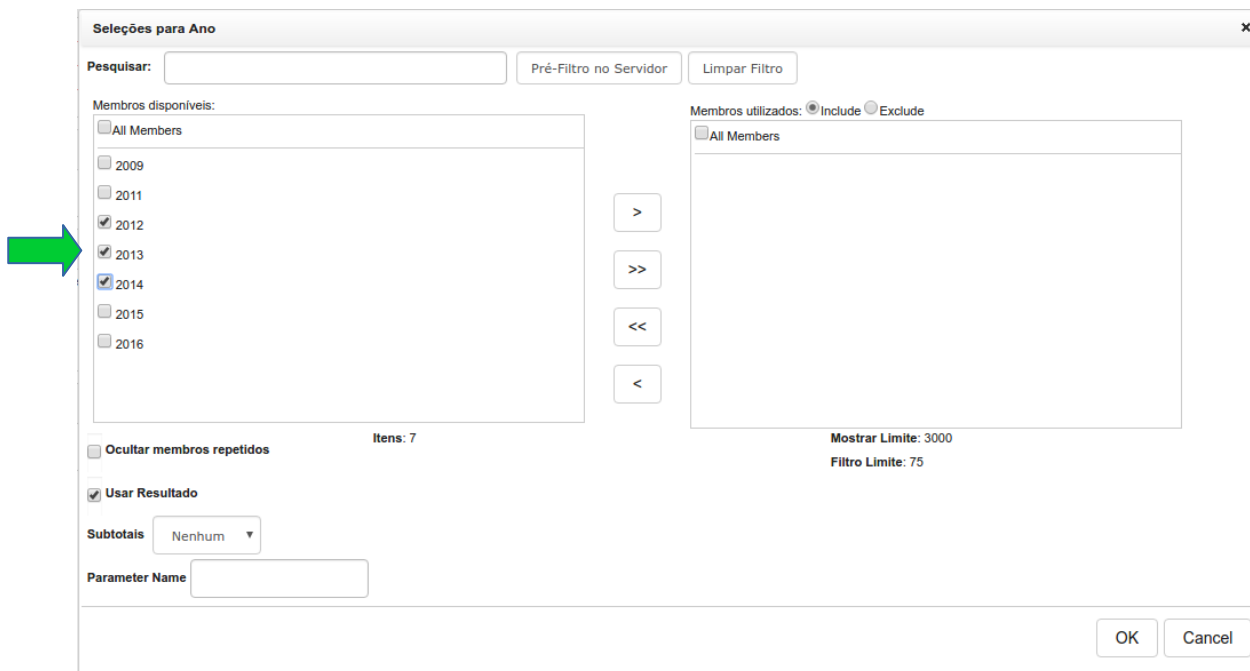 Seleções para Ano ×
Pesquisar: Pré-Filtro no Servidor Limpar Filtro
Membros disponíveis:
All Members
2009
2011
2012
2013
2014
2015
2016
Itens: 7
>
>>
<<
<
Membros utilizados: Include Exclude
All Members
Mostrar Limite: 3000
Filtro Limite: 75
Ocultar membros repetidos
Usar Resultado
Subtotais Nenhum
Parameter Name
OK Cancel